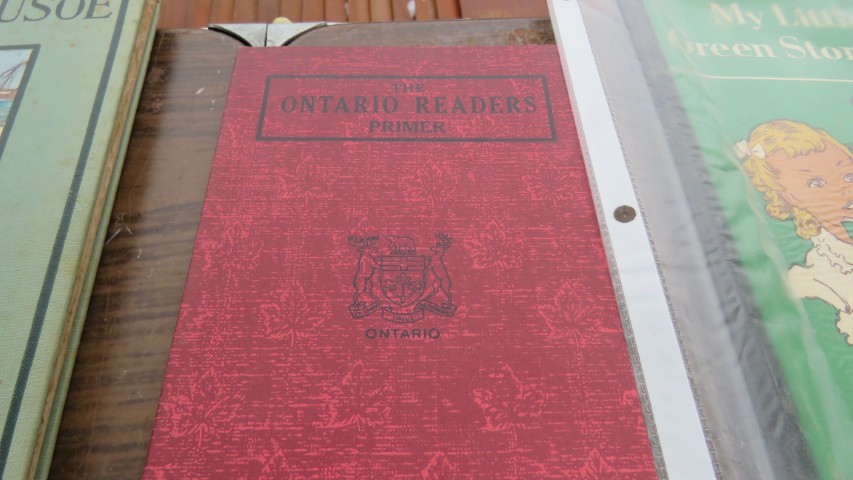 USOE
THE
ONTARIO READERS
PRIMER
ONTARIO
My Little
Green Stor